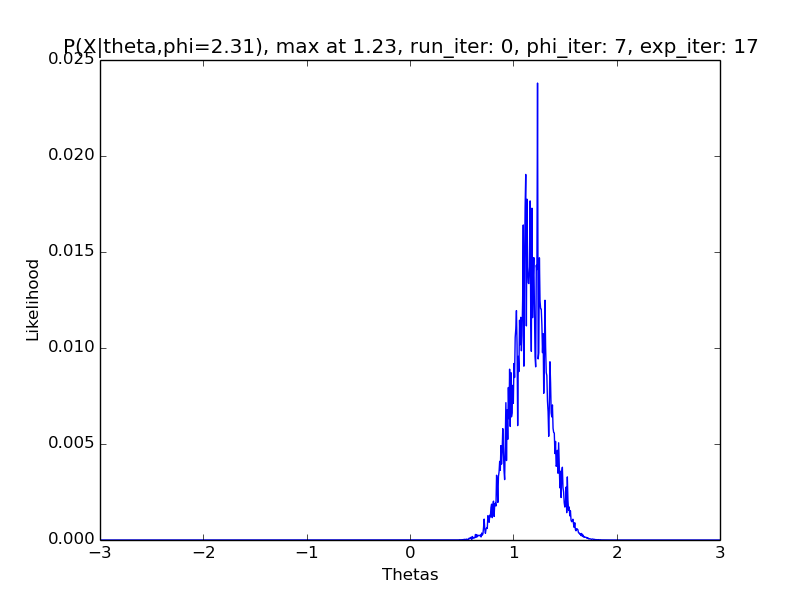 P(X|theta,phi=2.31), max at 1.23, run_iter: 0, phi_iter: 7, exp_iter: 17
0.025
0.020
0.015
0.010
0.005
0.000
Likelihood
−3 −2 −1 0 1 2 3
Thetas